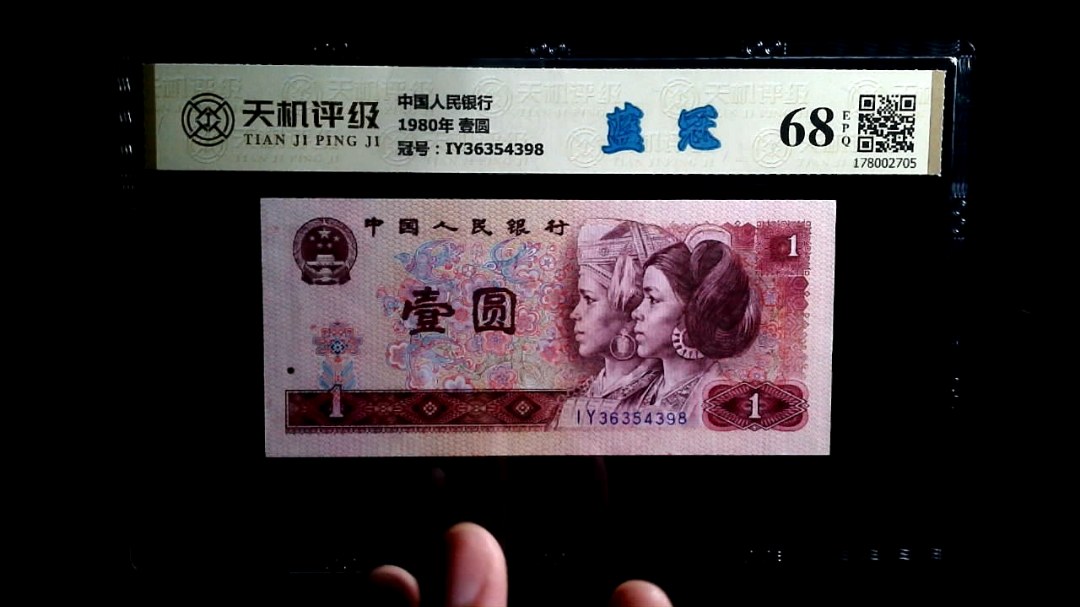 天机评级
TIAN JI PING JI
中国人民银行
1980年 壹圆
冠号：IY36354398
蓝冠
68
EPQ
178002705
中国人民银行
1
壹圆
1
IY36354398
1